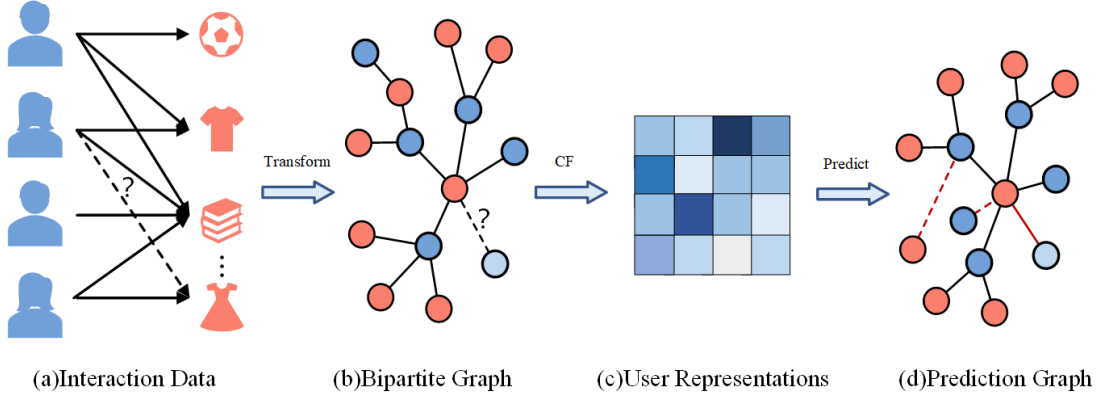 ?
Transform
?
CF
Predict
(a)Interaction Data
(b)Bipartite Graph
(c)User Representations
(d)Prediction Graph